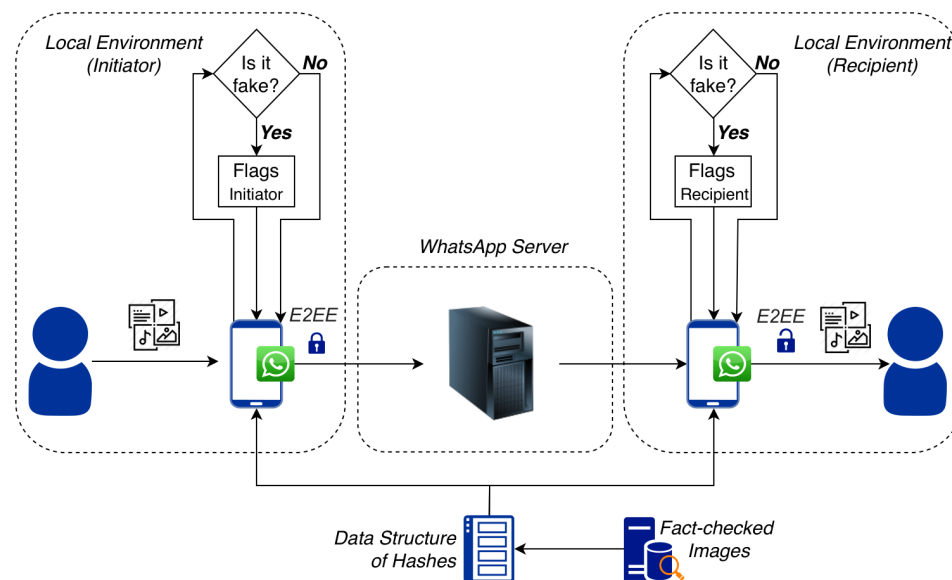 Local Environment
(Initiator)
Is it
fake?
No
Yes
Flags
Initiator
E2EE
WhatsApp Server
Local Environment
(Recipient)
Is it
fake?
No
Yes
Flags
Recipient
E2EE
Data Structure
of Hashes
Fact-checked
Images